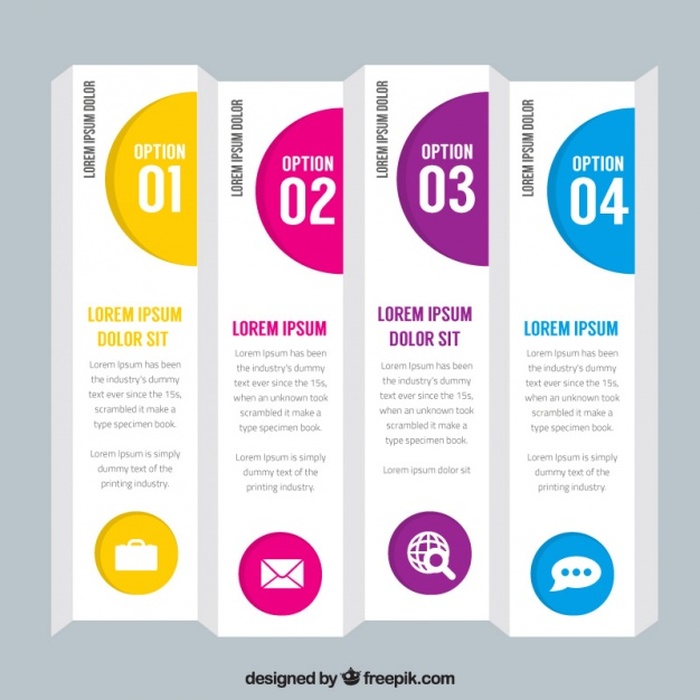 LOREM IPSUM DOLOR
OPTION
01
LOREM IPSUM
DOLOR SIT
Lorem Ipsum has been
the industry's dummy
text ever since the 15s,
scrambled it make a
type specimen book.
Lorem Ipsum is simply
dummy text of the
printing industry.
LOREM IPSUM DOLOR
OPTION
02
LOREM IPSUM
Lorem Ipsum has been
the industry's dummy
text ever since the 15s,
when an unknown took
scrambled it make a
type specimen book.
Lorem Ipsum is simply
dummy text of the
printing industry.
LOREM IPSUM DOLOR
OPTION
03
LOREM IPSUM
DOLOR SIT
Lorem Ipsum has been
the industry's dummy
text ever since the 15s,
when an unknown took
scrambled it make a
type specimen book.
Lorem ipsum dolor sit
LOREM IPSUM DOLOR
OPTION
04
LOREM IPSUM
Lorem Ipsum has been
the industry's dummy
text ever since the 15s,
when an unknown took
scrambled it make a
type specimen book.
Lorem Ipsum is simply
dummy text of the
printing industry.
designed by freepik.com